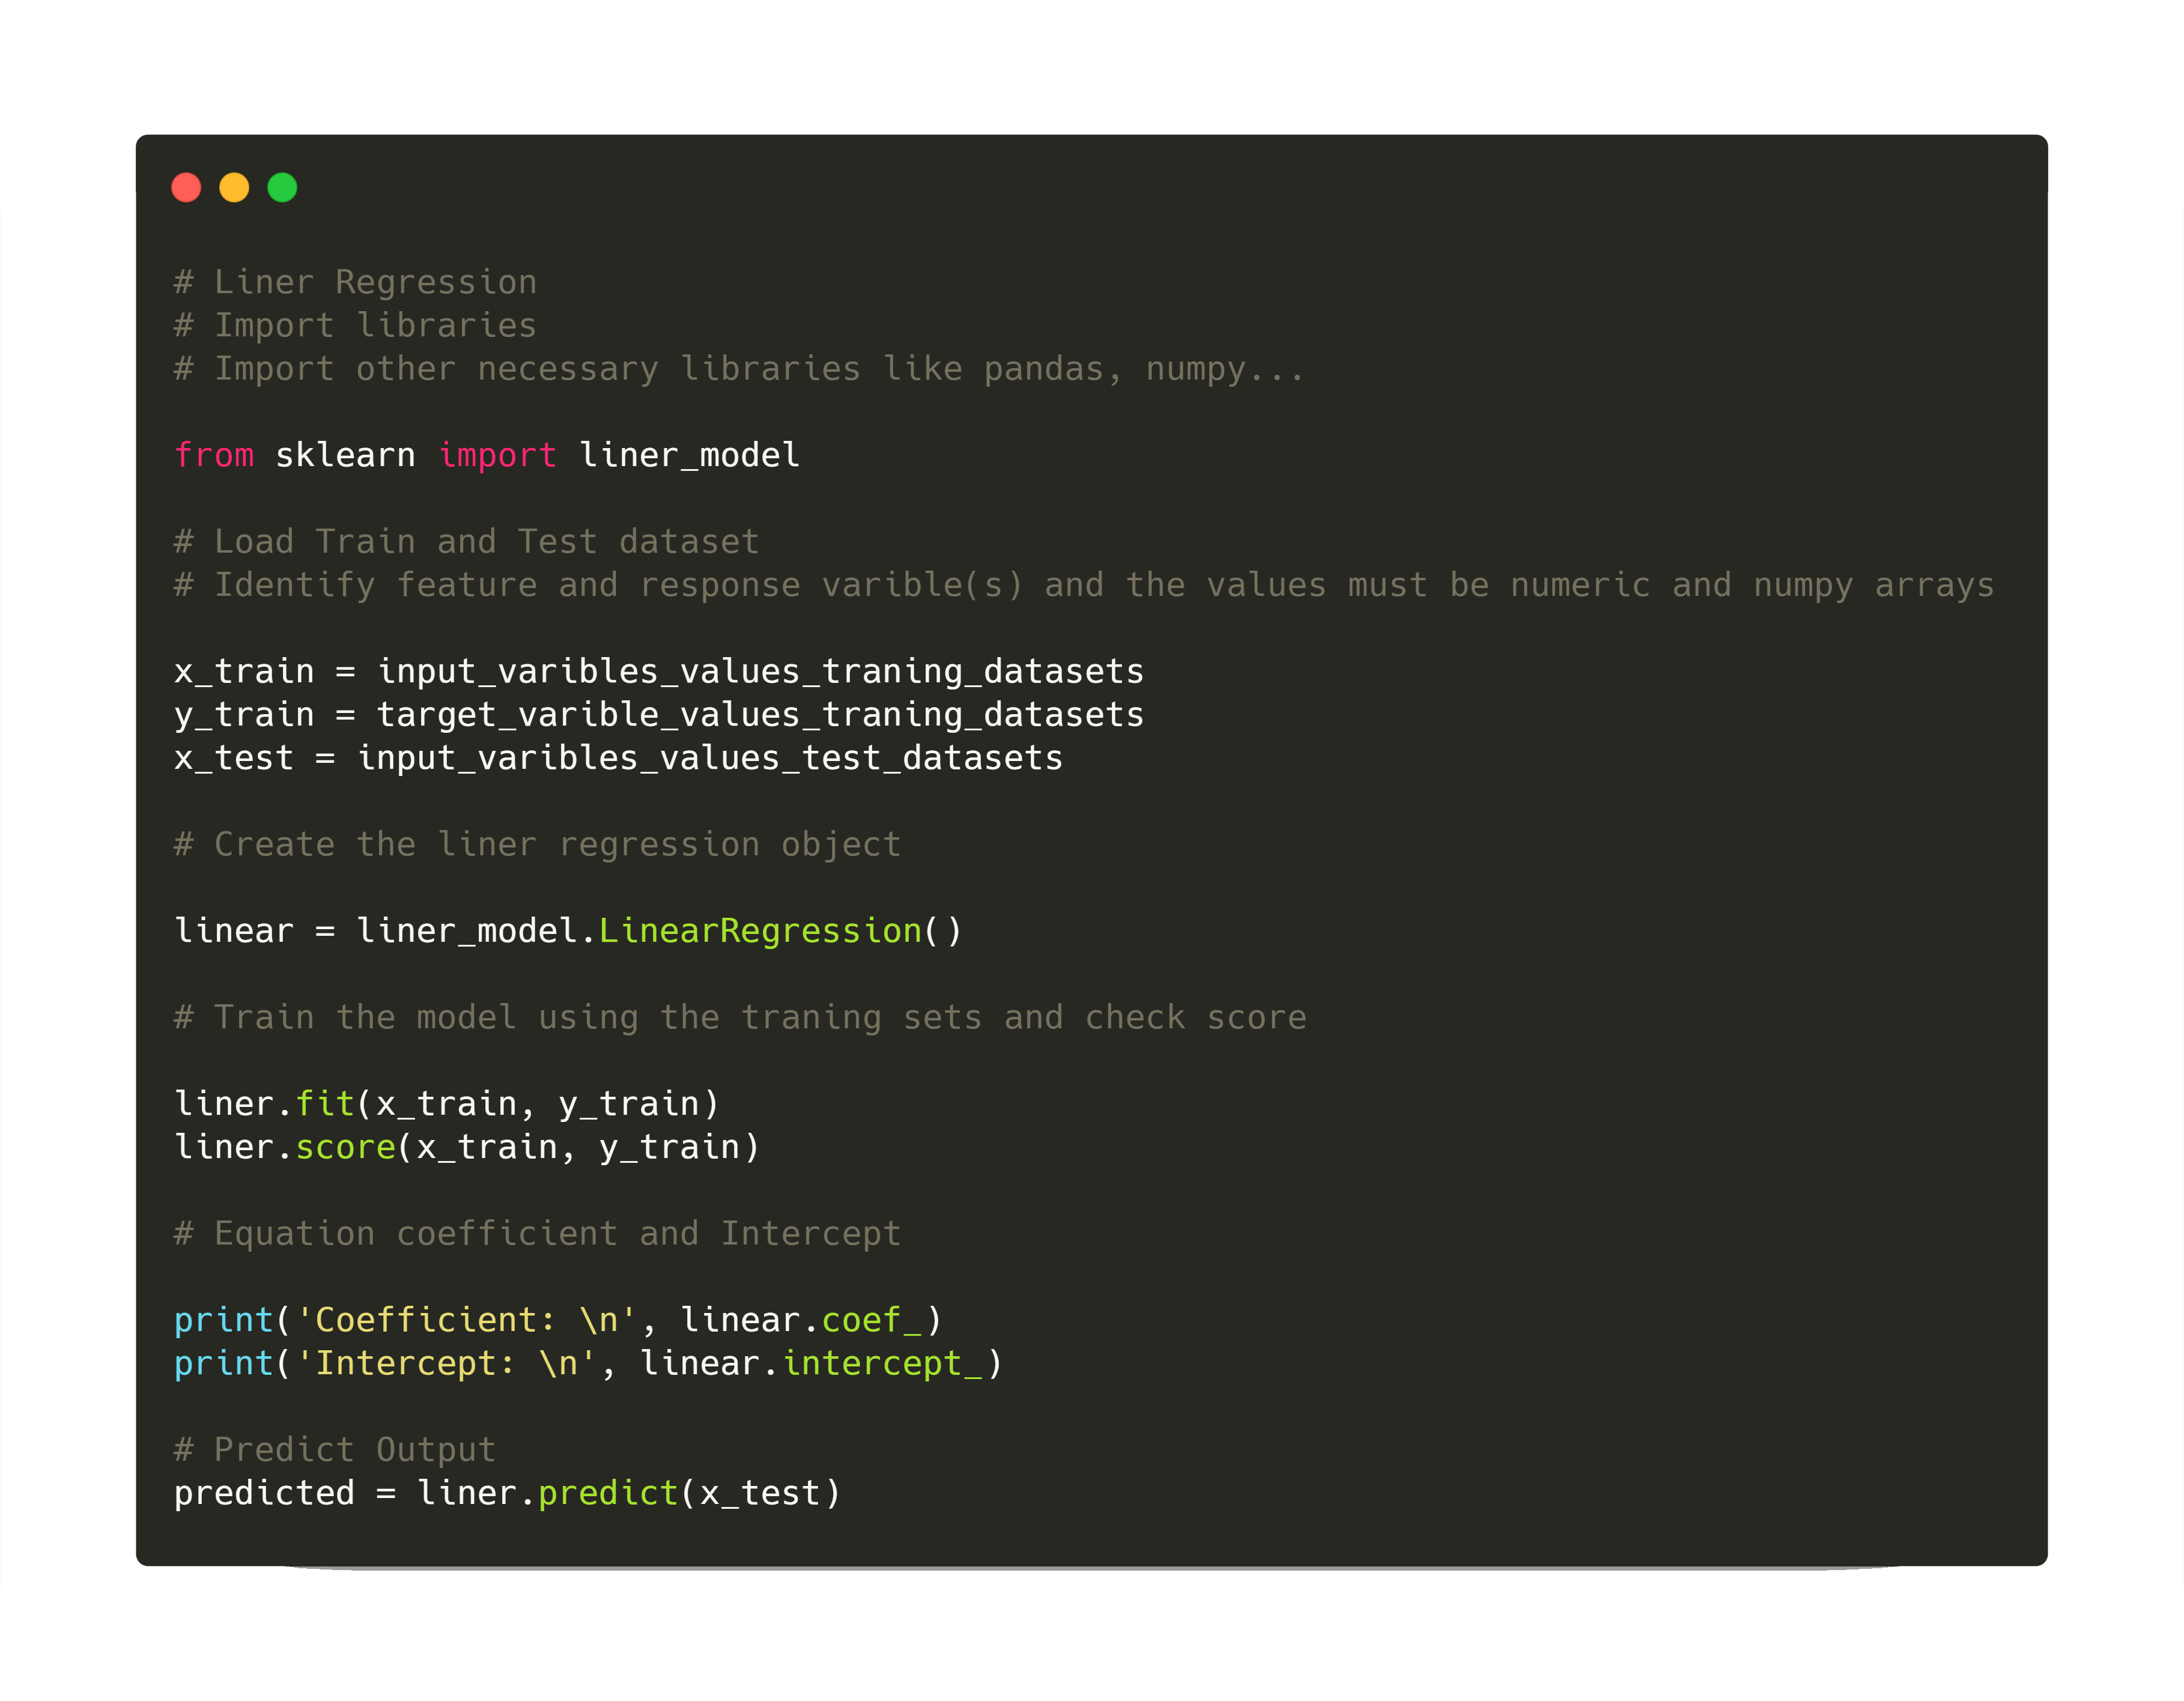 # Liner Regression
# Import libraries
# Import other necessary libraries like pandas, numpy...
from sklearn import liner_model
# Load Train and Test dataset
# Identify feature and response varible(s) and the values must be numeric and numpy arrays
x_train = input_varibles_values_traning_datasets
y_train = target_varible_values_traning_datasets
x_test = input_varibles_values_test_datasets
# Create the liner regression object
linear = liner_model.LinearRegression()
# Train the model using the traning sets and check score
liner.fit(x_train, y_train)
liner.score(x_train, y_train)
# Equation coefficient and Intercept
print('Coefficient: \n', linear.coef_)
print('Intercept: \n', linear.intercept_)
# Predict Output
predicted = liner.predict(x_test)